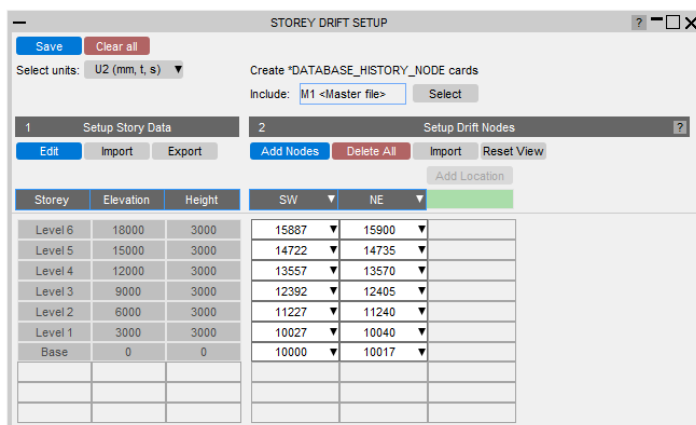 STOREY DRIFT SETUP ?
Save Clear all
Select units: U2 (mm, t, s) Create *DATABASE_HISTORY_NODE cards
Include: M1 <Master file> Select
1 Setup Story Data 2 Setup Drift Nodes ?
Edit Import Export Add Nodes Delete All Import Reset View
Add Location
Storey Elevation Height SW NE
Level 6 18000 3000 15887 15900
Level 5 15000 3000 14722 14735
Level 4 12000 3000 13557 13570
Level 3 9000 3000 12392 12405
Level 2 6000 3000 11227 11240
Level 1 3000 3000 10027 10040
Base 0 0 10000 10017